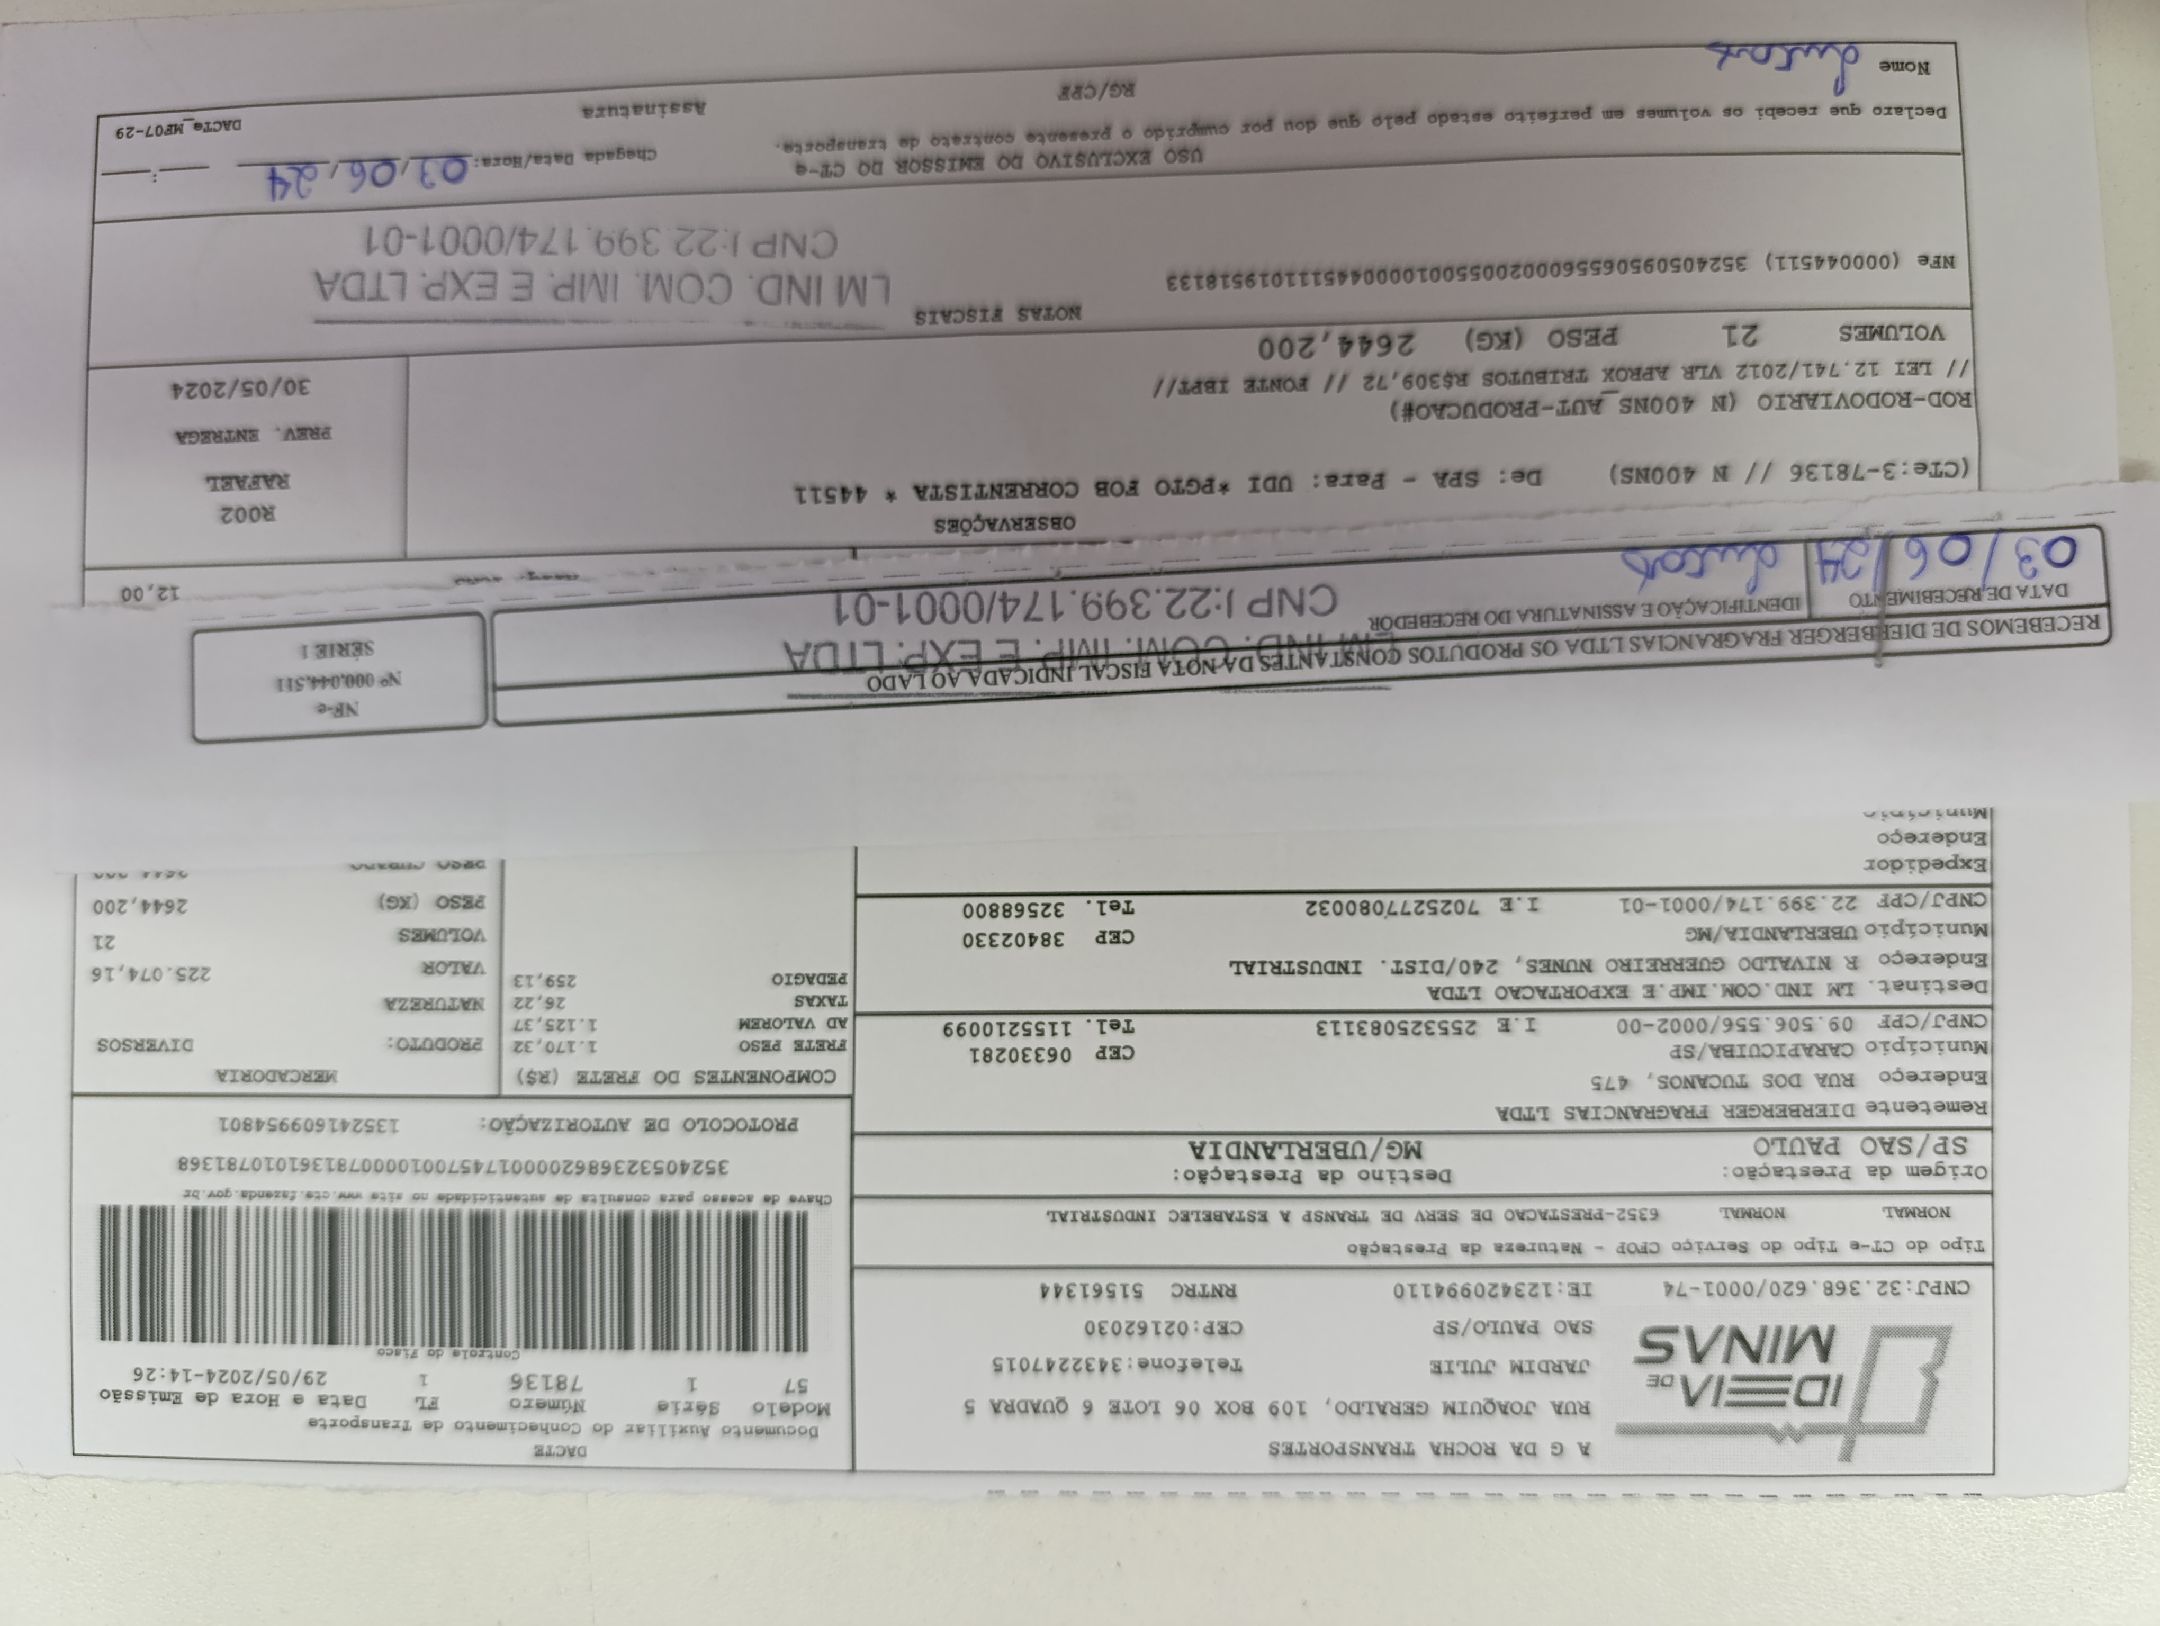 IDEIA DE MINAS
A G DA ROCHA TRANSPORTES
RUA JOAQUIM GERALDO, 109 BOX 06 LOTE 6 QUADRA 5
JARDIM JULIE Telefone:3432247015
SAO PAULO/SP CEP:02162030
CNPJ:32.368.620/0001-74 IE:123420994110 RNTRC 51561344
DACTE
Documento Auxiliar do Conhecimento de Transporte
Modelo Série Número FL Data e Hora de Emissão
57 1 78136 1 29/05/2024-14:26
Controle do Fisco
Chave de acesso para consulta de autenticidade no site www.cte.fazenda.gov.br
35240532368620000174570010000781361010781368
PROTOCOLO DE AUTORIZAÇÃO: 135241609954801
Tipo do CT-e Tipo do Serviço CFOP - Natureza da Prestação
NORMAL NORMAL 6352-PRESTACAO DE SERV DE TRANSP A ESTABELEC INDUSTRIAL
Origem da Prestação: Destino da Prestação:
SP/SAO PAULO MG/UBERLANDIA
Remetente DIERBERGER FRAGRANCIAS LTDA
Endereço RUA DOS TUCANOS, 475
Município CARAPICUIBA/SP CEP 06330281
CNPJ/CPF 09.506.556/0002-00 I.E 255325083113 Tel. 1155210099
Destinat. LM IND.COM.IMP.E EXPORTACAO LTDA
Endereço R NIVALDO GUERREIRO NUNES, 240/DIST. INDUSTRIAL
Município UBERLANDIA/MG CEP 38402330
CNPJ/CPF 22.399.174/0001-01 I.E 7025277080032 Tel. 32568800
Expedidor
Endereço
Município
COMPONENTES DO FRETE (R$)
FRETE PESO 1.170,32
AD VALOREM 1.125,37
TAXAS 26,22
PEDAGIO 259,13
MERCADORIA
PRODUTO: DIVERSOS
NATUREZA
VALOR 225.074,16
VOLUMES 21
PESO (KG) 2644,200
PESO CUBADO 2644,200
NF-e
Nº 000.044.511
SÉRIE 1
RECEBEMOS DE DIERBERGER FRAGRANCIAS LTDA OS PRODUTOS CONSTANTES DA NOTA FISCAL INDICADA AO LADO
DATA DE RECEBIMENTO IDENTIFICAÇÃO E ASSINATURA DO RECEBEDOR
LM IND. COM. IMP. E EXP. LTDA
CNPJ:22.399.174/0001-01
03/06/24
12,00
OBSERVAÇÕES
(CTe:3-78136 // N 400NS) De: SPA - Para: UDI *PGTO FOB CORRENTISTA * 44511
R002
RAFAEL
PREV. ENTREGA
30/05/2024
ROD-RODOVIARIO (N 400NS_AUT-PRODUCAO#)
// LEI 12.741/2012 VLR APROX TRIBUTOS R$309,72 // FONTE IBPT//
VOLUMES 21 PESO (KG) 2644,200
NOTAS FISCAIS
NFe (000044511) 352405095065560002005500100004451111019518133
LM IND. COM. IMP. E EXP. LTDA
CNPJ:22.399.174/0001-01
USO EXCLUSIVO DO EMISSOR DO CT-e
Declaro que recebi os volumes em perfeito estado pelo que dou por cumprido o presente contrato de transporte.
Chegada Data/Hora: 03/06/24
Nome RG/CPF Assinatura
DACTe_MF07-29